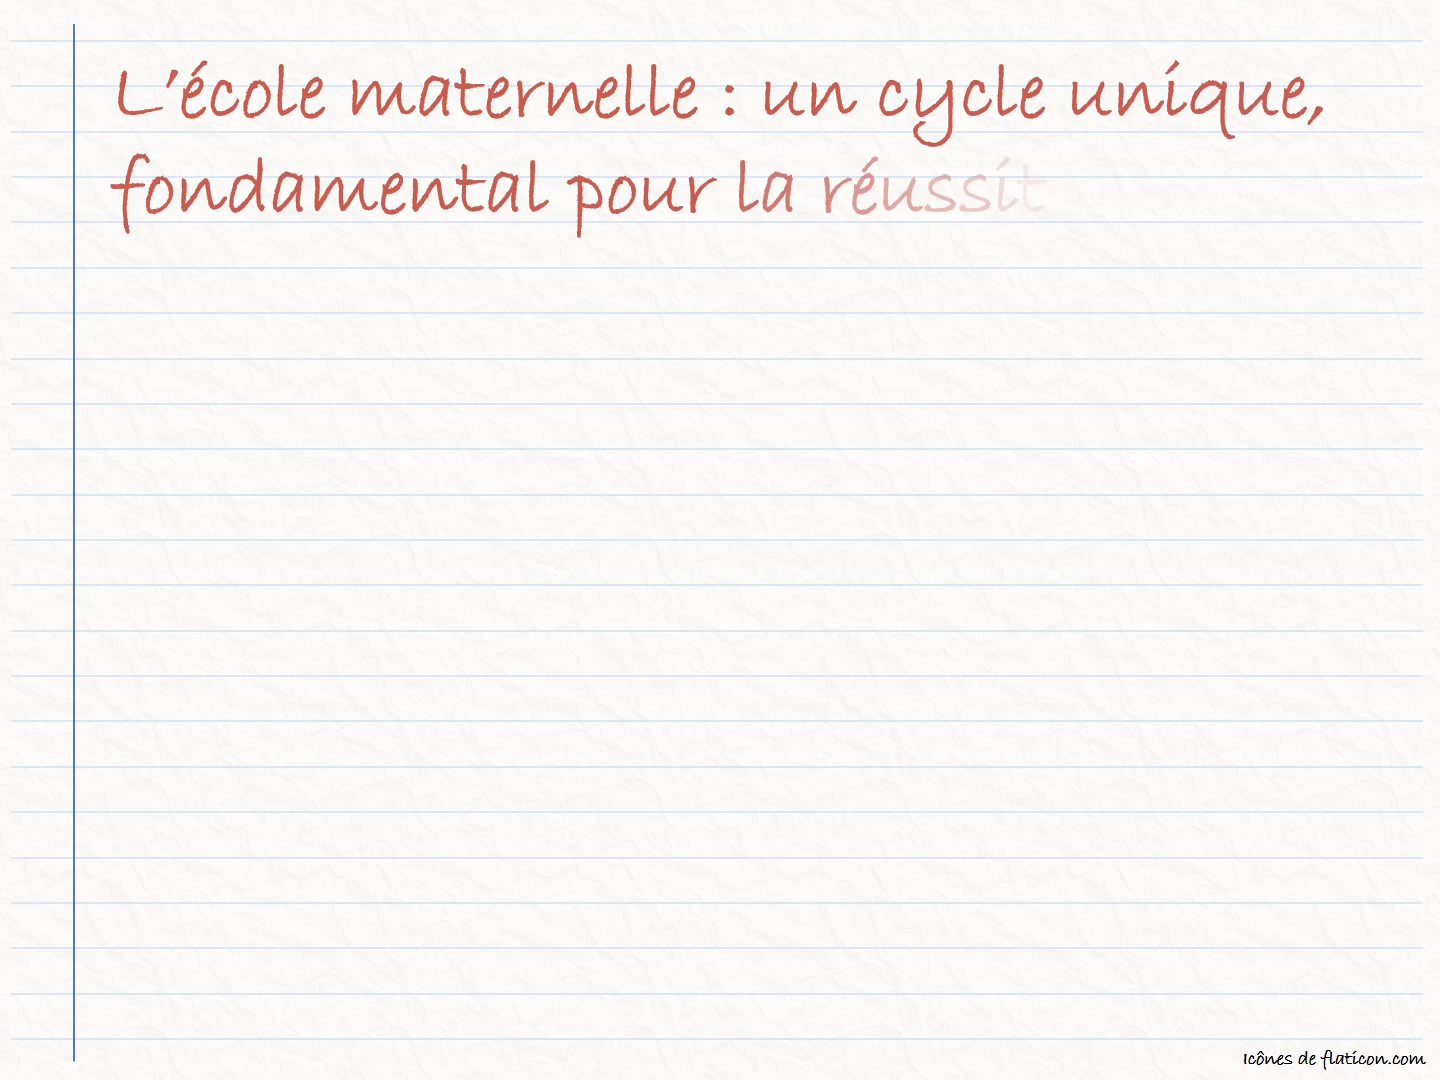 L'école maternelle : un cycle unique,
fondamental pour la réussit
Icônes de flaticon.com